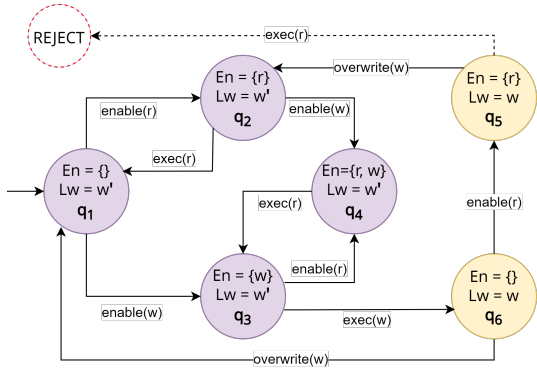 REJECT
exec(r)
En = {r}
Lw = w'
q2
overwrite(w)
En = {r}
Lw = w
q5
enable(r)
enable(w)
exec(r)
En = {}
Lw = w'
q1
En={r, w}
Lw = w'
q4
exec(r)
enable(r)
En = {w}
Lw = w'
q3
enable(r)
enable(w)
exec(w)
En = {}
Lw = w
q6
overwrite(w)